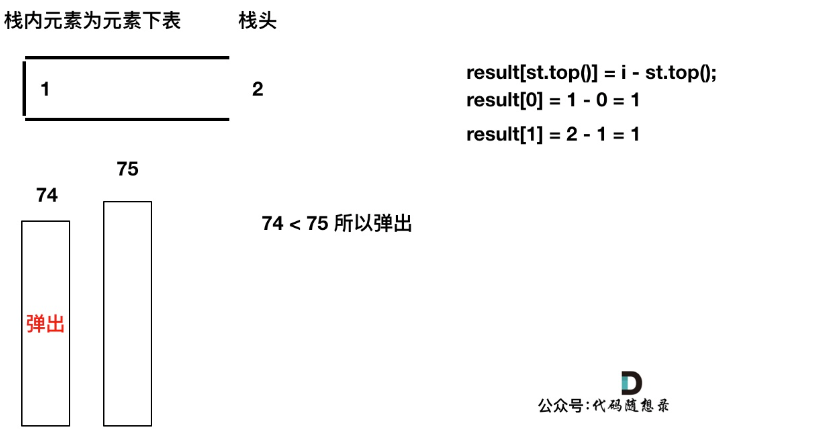 栈内元素为元素下表
栈头
1
2
result[st.top()] = i - st.top();
result[0] = 1 - 0 = 1
result[1] = 2 - 1 = 1
75
74
74 < 75 所以弹出
弹出
D
公众号:代码随想录